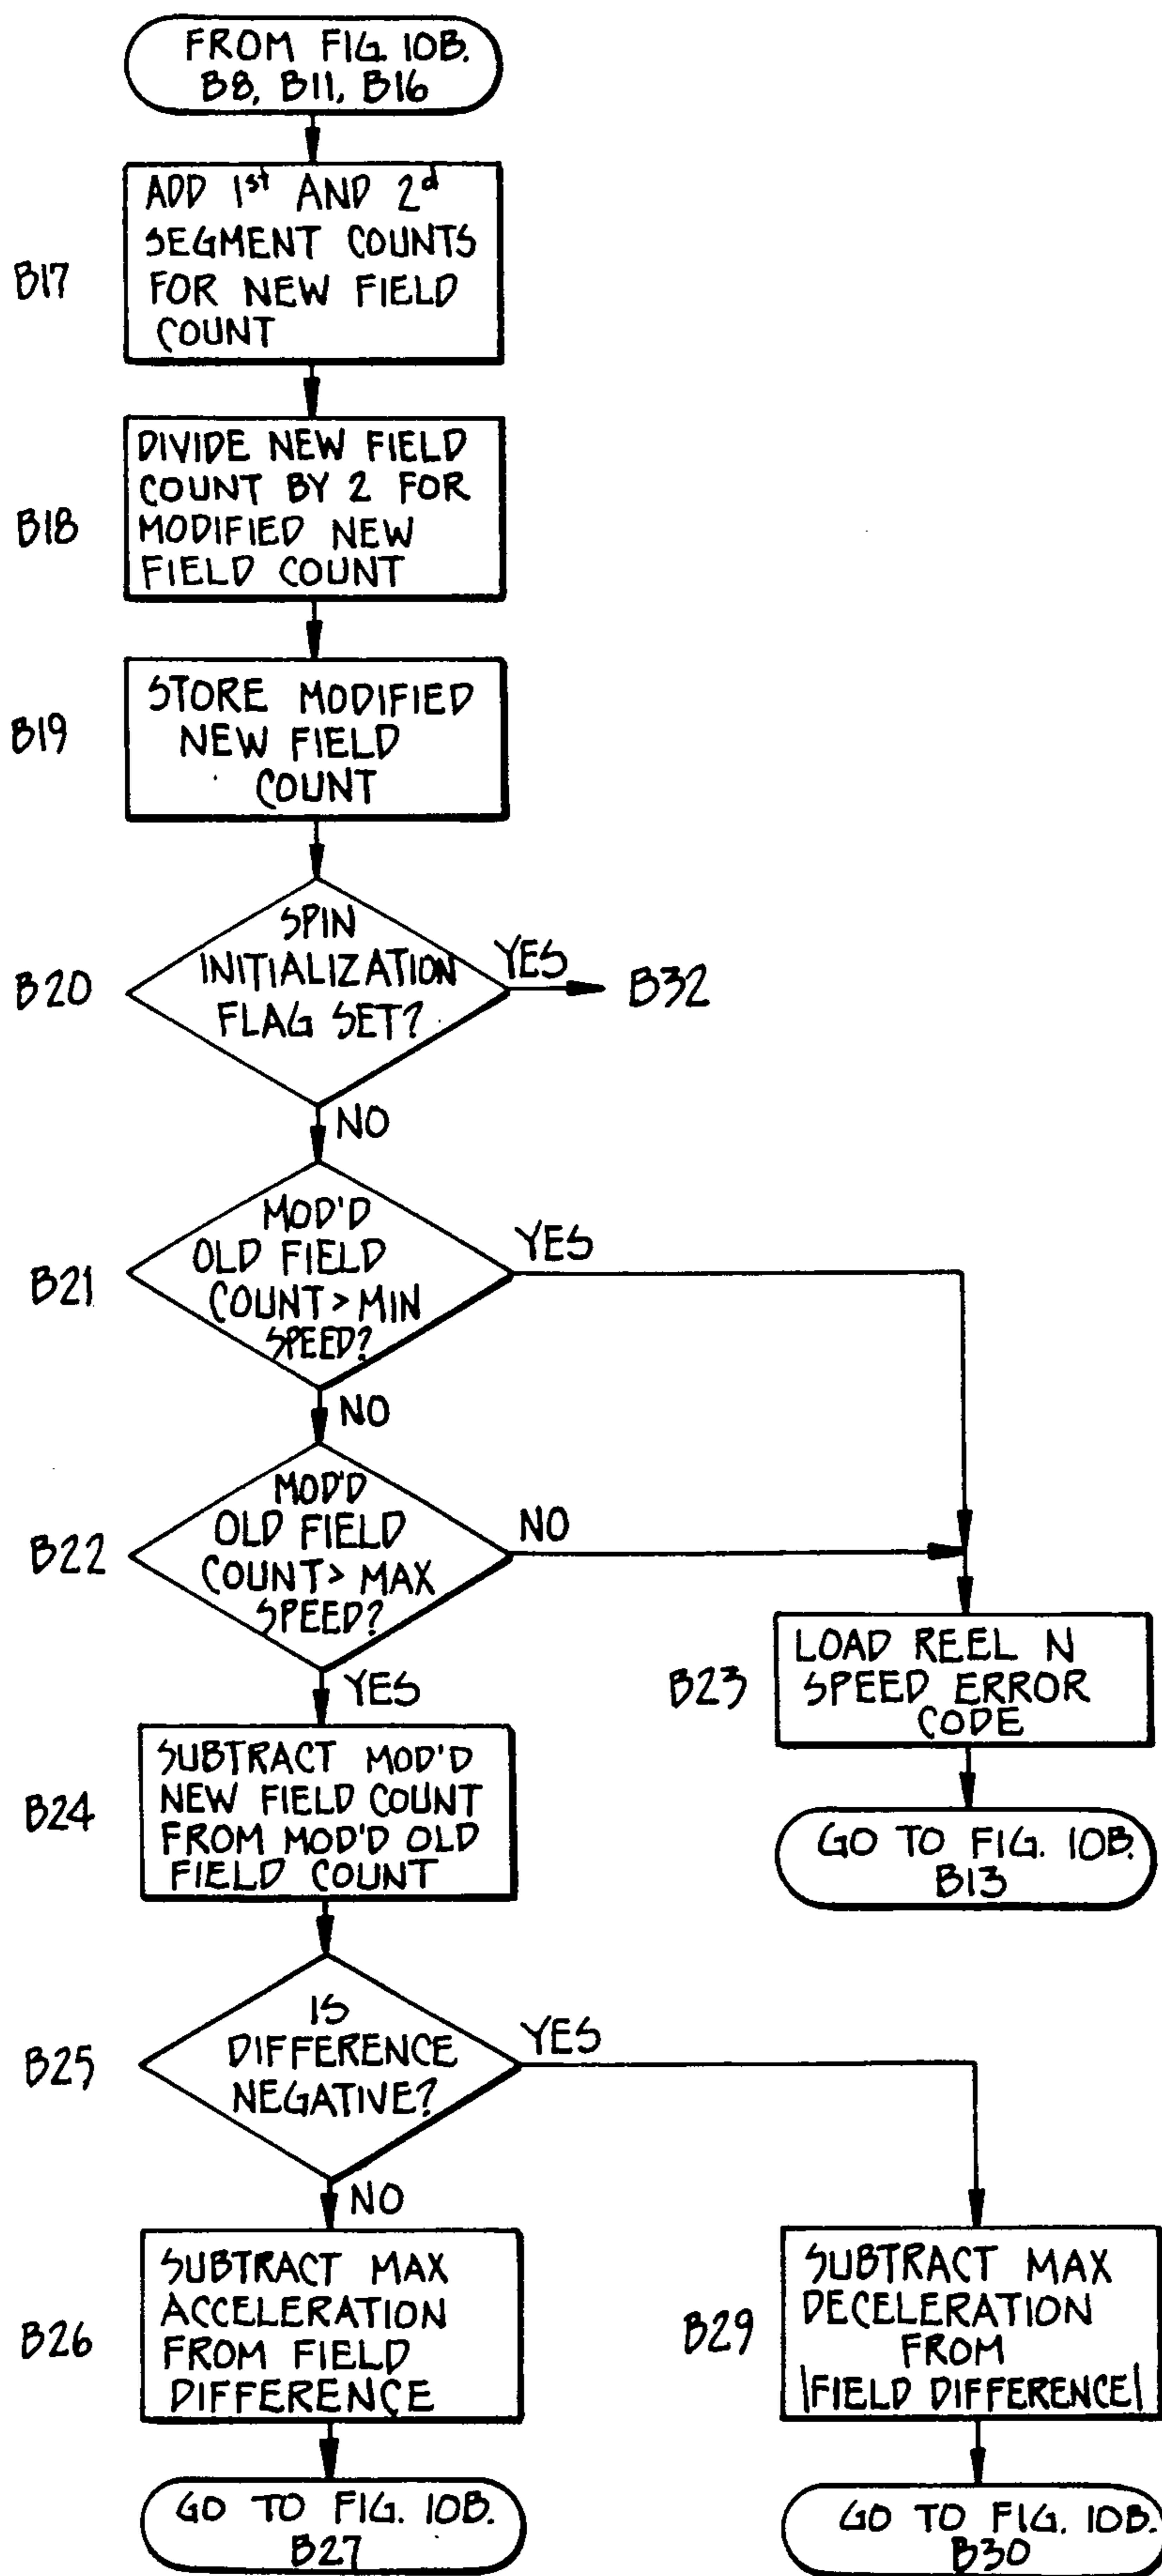 FROM FIG. 10B.
B8, B11, B16
B17
ADD 1st AND 2d
SEGMENT COUNTS
FOR NEW FIELD
COUNT
B18
DIVIDE NEW FIELD
COUNT BY 2 FOR
MODIFIED NEW
FIELD COUNT
B19
STORE MODIFIED
NEW FIELD
COUNT
B20
SPIN
INITIALIZATION
FLAG SET?
YES
B32
NO
B21
MOD'D
OLD FIELD
COUNT > MIN
SPEED?
YES
NO
B22
MOD'D
OLD FIELD
COUNT > MAX
SPEED?
NO
YES
B23
LOAD REEL N
SPEED ERROR
CODE
GO TO FIG. 10B.
B13
B24
SUBTRACT MOD'D
NEW FIELD COUNT
FROM MOD'D OLD
FIELD COUNT
B25
IS
DIFFERENCE
NEGATIVE?
YES
NO
B26
SUBTRACT MAX
ACCELERATION
FROM FIELD
DIFFERENCE
GO TO FIG. 10B.
B27
B29
SUBTRACT MAX
DECELERATION
FROM
|FIELD DIFFERENCE|
GO TO FIG. 10B.
B30